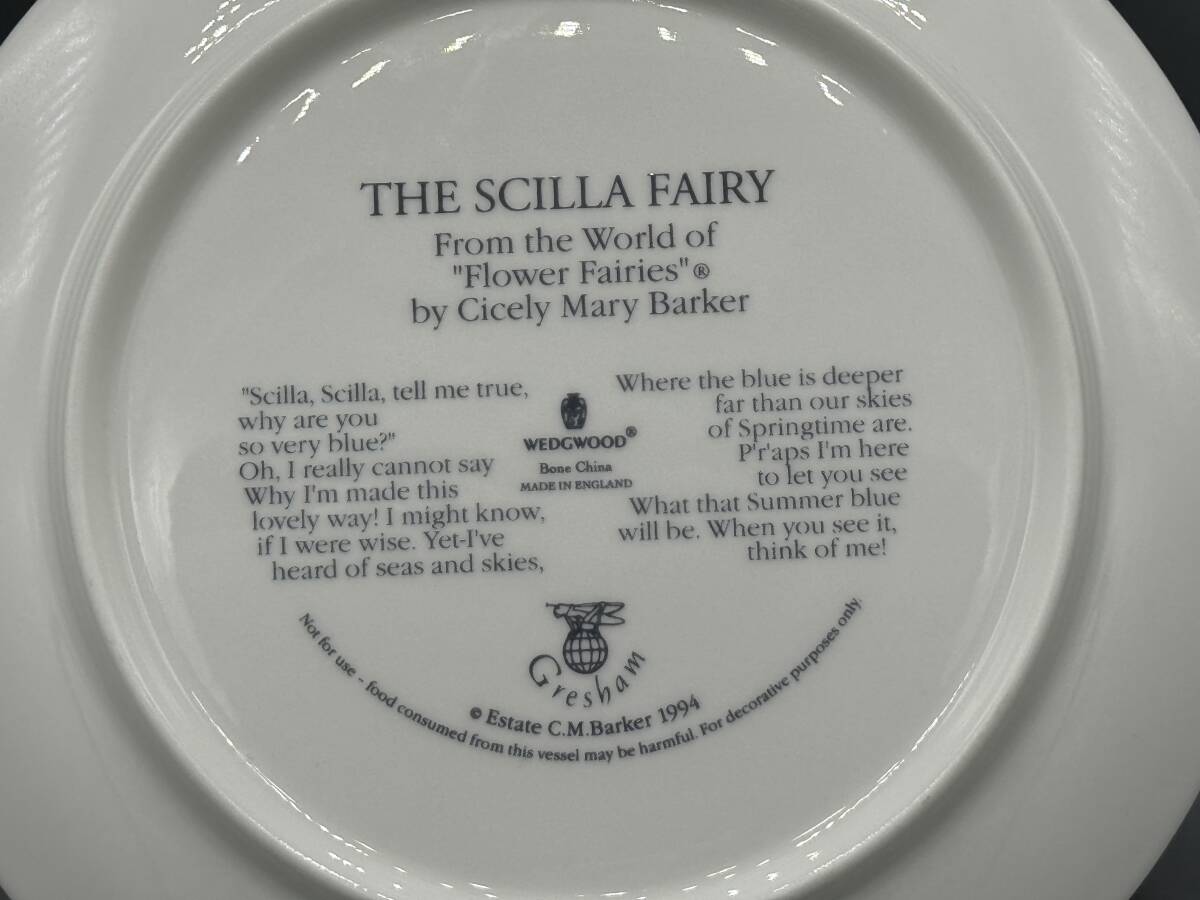 THE SCILLA FAIRY
From the World of
"Flower Fairies"®
by Cicely Mary Barker
"Scilla, Scilla, tell me true,
why are you
so very blue?"
Oh, I really cannot say
Why I'm made this
lovely way! I might know,
if I were wise. Yet-I've
heard of seas and skies,
WEDGWOOD®
Bone China
MADE IN ENGLAND
Where the blue is deeper
far than our skies
of Springtime are.
P'r'aps I'm here
to let you see
What that Summer blue
will be. When you see it,
think of me!
Gresham
© Estate C.M.Barker 1994
Not for use - food consumed from this vessel may be harmful. For decorative purposes only.